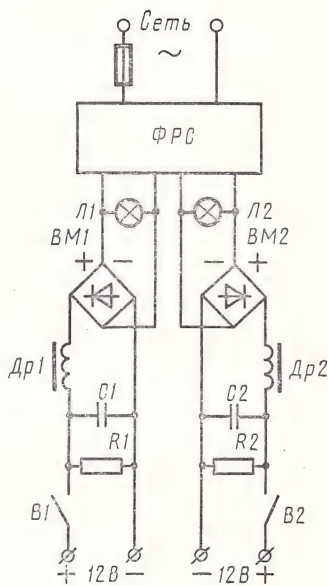 Сеть
~
ФРС
Л1 Л2
ВМ1 ВМ2
+ − − +
Др1 Др2
С1 С2
R1 R2
В1 В2
+ 12В − − 12В +